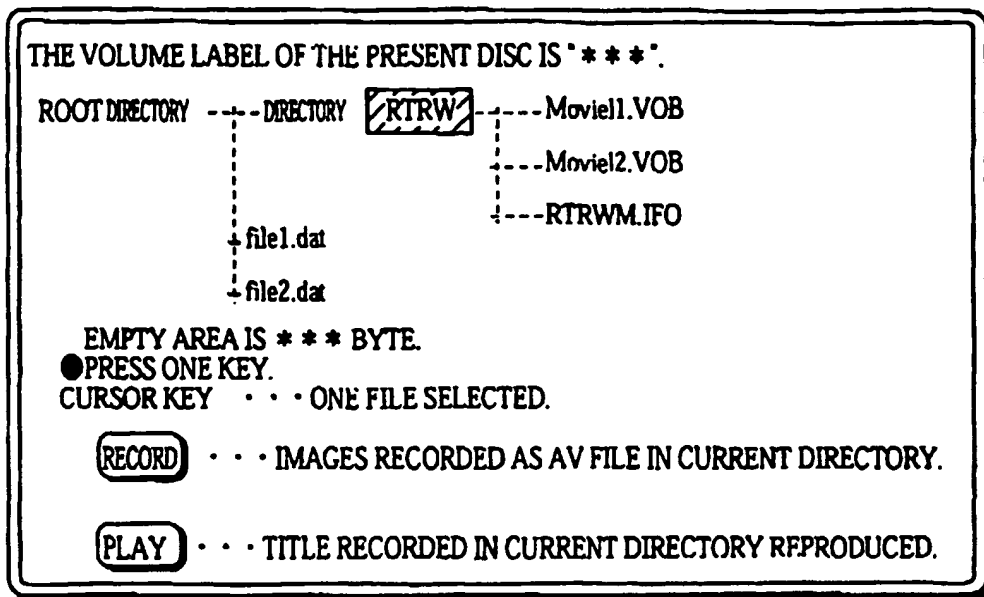 THE VOLUME LABEL OF THE PRESENT DISC IS "* * *".
ROOT DIRECTORY DIRECTORY RTRW Moviel1.VOB
Moviel2.VOB
RTRWM.IFO
file1.dat
file2.dat
EMPTY AREA IS * * * BYTE.
●PRESS ONE KEY.
CURSOR KEY · · · ONE FILE SELECTED.
RECORD · · · IMAGES RECORDED AS AV FILE IN CURRENT DIRECTORY.
PLAY · · · TITLE RECORDED IN CURRENT DIRECTORY REPRODUCED.